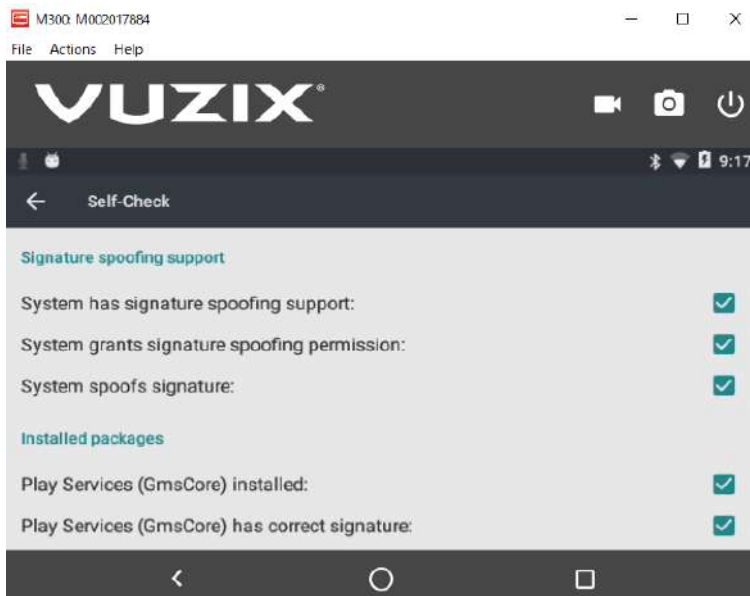 M300: M002017884
File Actions Help
VUZIX®
9:17
Self-Check
Signature spoofing support
System has signature spoofing support:
System grants signature spoofing permission:
System spoofs signature:
Installed packages
Play Services (GmsCore) installed:
Play Services (GmsCore) has correct signature: